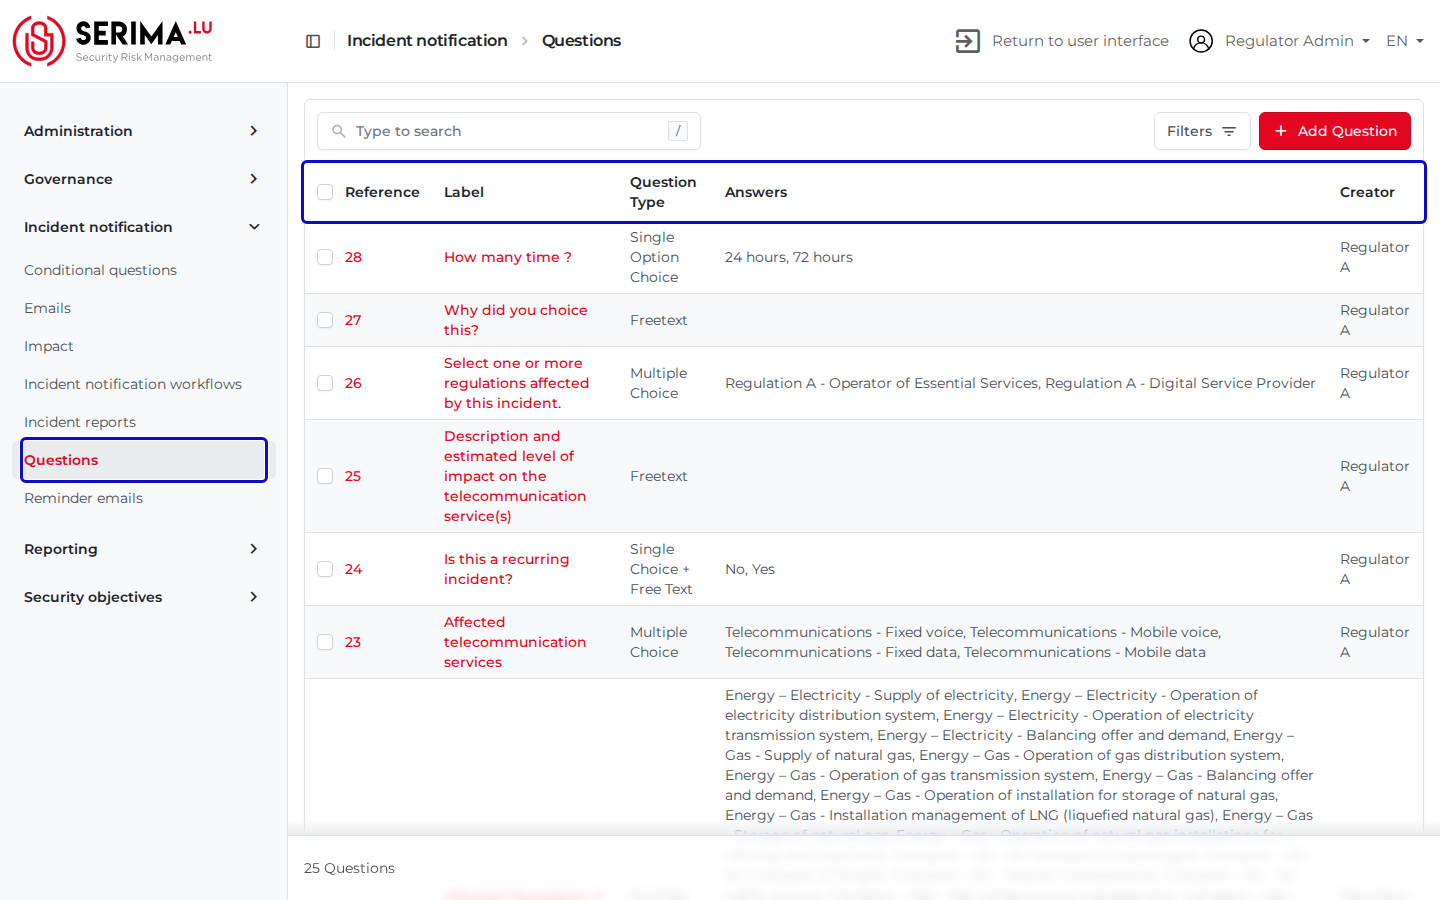 SERIMA.LU
Security Risk Management
Incident notification > Questions
Return to user interface
Regulator Admin
EN
Administration
Governance
Incident notification
Conditional questions
Emails
Impact
Incident notification workflows
Incident reports
Questions
Reminder emails
Reporting
Security objectives
Type to search
/
Filters
+ Add Question
Reference
Label
Question
Type
Answers
Creator
28
How many time ?
Single
Option
Choice
24 hours, 72 hours
Regulator
A
27
Why did you choice
this?
Freetext
Regulator
A
26
Select one or more
regulations affected
by this incident.
Multiple
Choice
Regulation A - Operator of Essential Services, Regulation A - Digital Service Provider
Regulator
A
25
Description and
estimated level of
impact on the
telecommunication
service(s)
Freetext
Regulator
A
24
Is this a recurring
incident?
Single
Choice +
Free Text
No, Yes
Regulator
A
23
Affected
telecommunication
services
Multiple
Choice
Telecommunications - Fixed voice, Telecommunications - Mobile voice,
Telecommunications - Fixed data, Telecommunications - Mobile data
Regulator
A
Energy – Electricity - Supply of electricity, Energy – Electricity - Operation of
electricity distribution system, Energy – Electricity - Operation of electricity
transmission system, Energy – Electricity - Balancing offer and demand, Energy –
Gas - Supply of natural gas, Energy – Gas - Operation of gas distribution system,
Energy – Gas - Operation of gas transmission system, Energy – Gas - Balancing offer
and demand, Energy – Gas - Operation of installation for storage of natural gas,
Energy – Gas - Installation management of LNG (liquefied natural gas), Energy – Gas
25 Questions